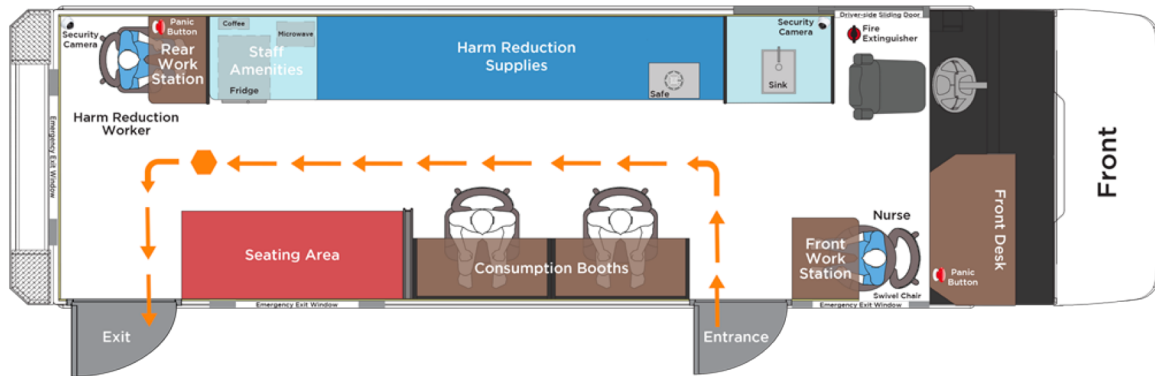 Security
Camera
Panic
Button
Rear
Work
Station
Coffee
Microwave
Staff
Amenities
Fridge
Harm Reduction
Supplies
Safe
Security
Camera
Sink
Driver-side Sliding Door
Fire
Extinguisher
Harm Reduction
Worker
Emergency Exit Window
Front
Seating Area
Consumption Booths
Nurse
Front
Work
Station
Swivel Chair
Front Desk
Panic
Button
Emergency Exit Window
Emergency Exit Window
Exit
Entrance